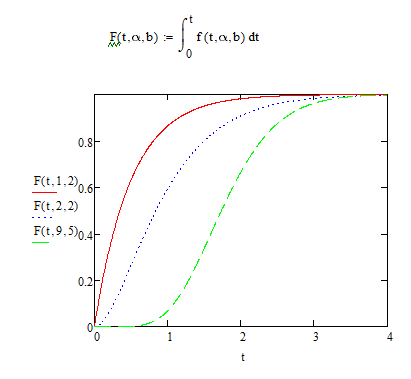 F(t,α,b) := ∫₀ᵗ f(t,α,b) dt
0.8
F(t,1,2)
0.6
F(t,2,2)
F(t,9,5)
0.4
0.2
0
0 1 2 3 4
t